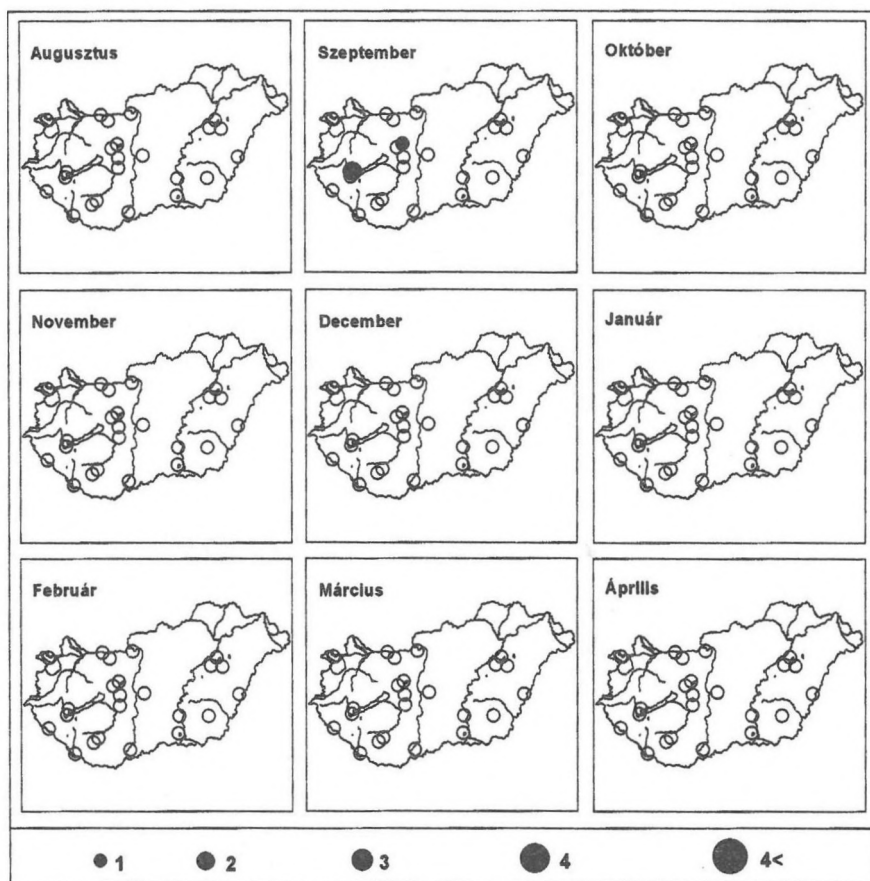 Augusztus
Szeptember
Október
November
December
Január
Február
Március
Április
1 2 3 4 4<